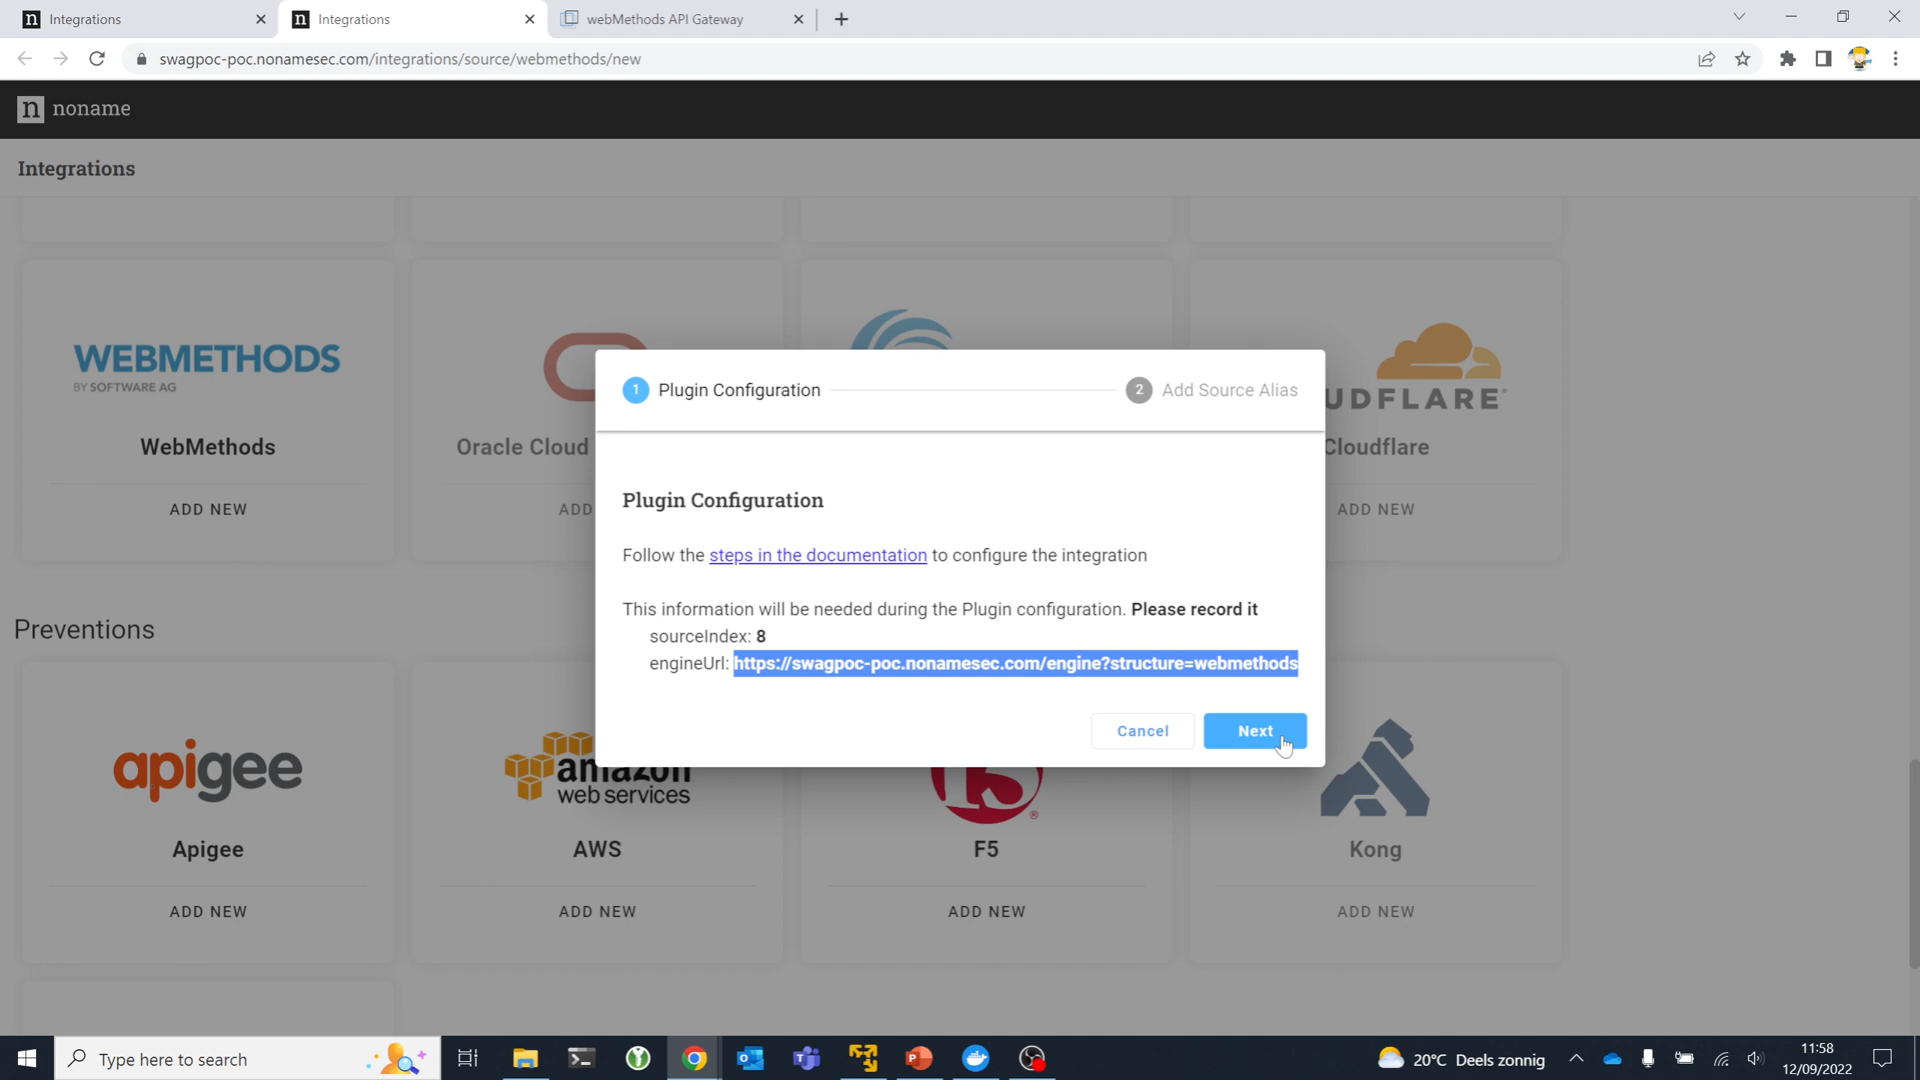 Integrations
Integrations
webMethods API Gateway
swagpoc-poc.nonamesec.com/integrations/source/webmethods/new
n noname
Integrations
WEBMETHODS
BY SOFTWARE AG
WebMethods
ADD NEW
Oracle Cloud
ADD
UDFLARE
Cloudflare
ADD NEW
1 Plugin Configuration
2 Add Source Alias
Plugin Configuration
Follow the steps in the documentation to configure the integration
This information will be needed during the Plugin configuration. Please record it
sourceIndex: 8
engineUrl: https://swagpoc-poc.nonamesec.com/engine?structure=webmethods
Cancel
Next
Preventions
apigee
Apigee
ADD NEW
amazon
web services
AWS
ADD NEW
F5
ADD NEW
Kong
ADD NEW
Type here to search
20°C Deels zonnig
11:58
12/09/2022